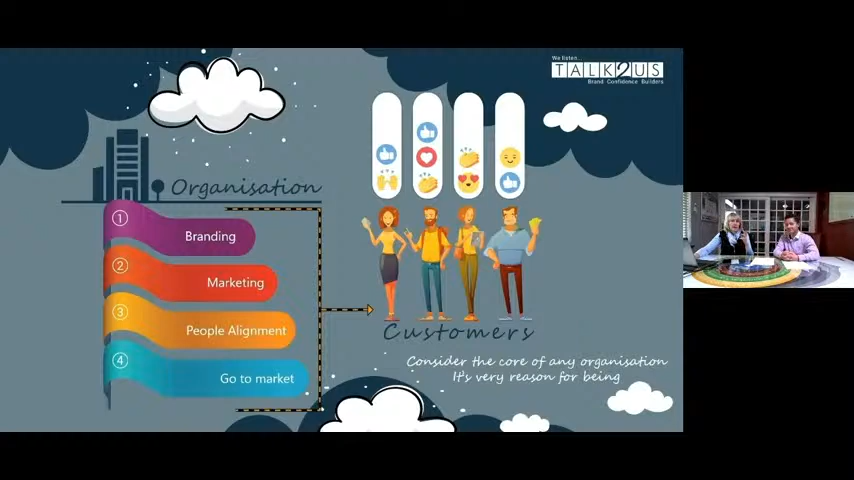 We listen...
TALK2US
Brand Confidence Builders
Organisation
1
Branding
2
Marketing
3
People Alignment
4
Go to market
Customers
Consider the core of any organisation
It's very reason for being